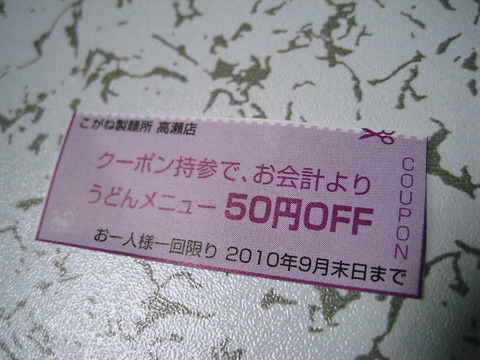 こがね製麺所 高瀬店
クーポン持参で、お会計より
うどんメニュー 50円OFF
お一人様一回限り 2010年9月末日まで
COUPON